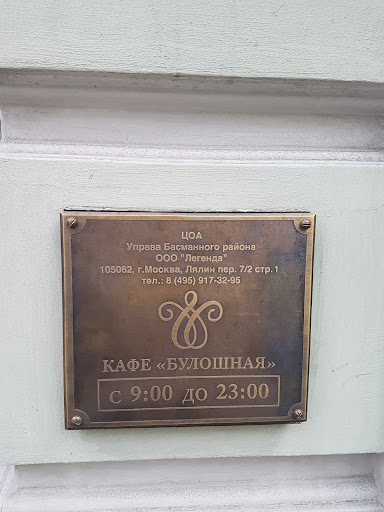 ЦОА
Управа Басманного района
ООО "Легенда"
105062, г.Москва, Лялин пер. 7/2 стр. 1
тел.: 8 (495) 917-32-95
КАФЕ «БУЛОШНАЯ»
С 9:00 ДО 23:00